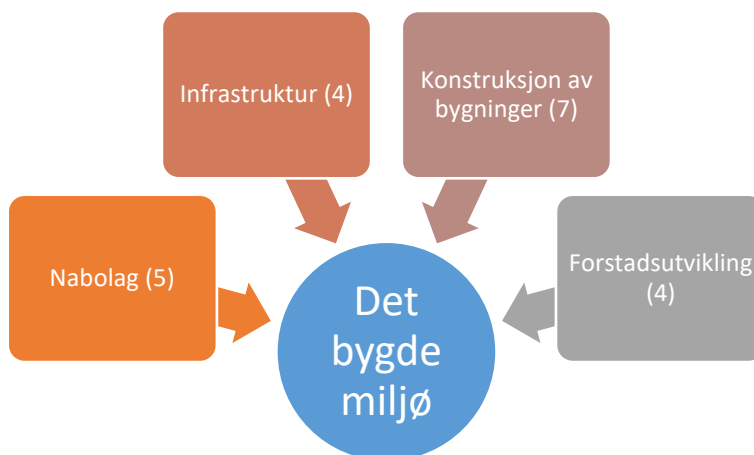 Infrastruktur (4)
Konstruksjon av
bygninger (7)
Nabolag (5)
Forstadsutvikling
(4)
Det
bygde
miljø